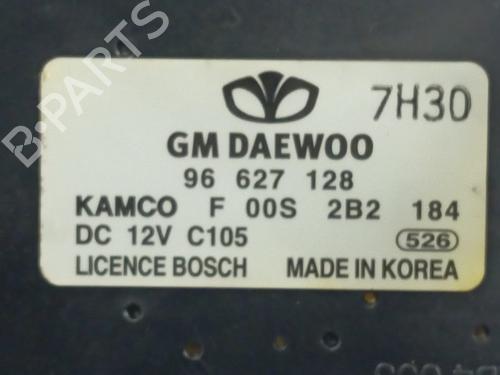 7H30
GM DAEWOO
96 627 128
KAMCO F 00S 2B2 184
DC 12V C105 526
LICENCE BOSCH MADE IN KOREA
B-PARTS